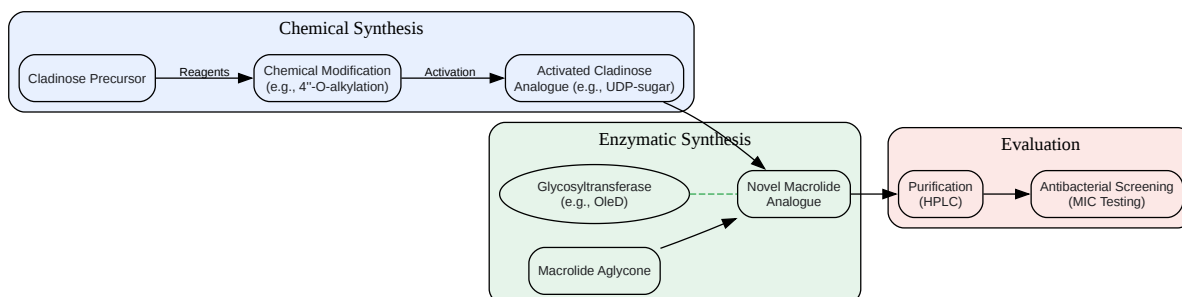 Chemical Synthesis
Cladinose Precursor
Reagents
Chemical Modification
(e.g., 4''-O-alkylation)
Activation
Activated Cladinose
Analogue (e.g., UDP-sugar)
Enzymatic Synthesis
Glycosyltransferase
(e.g., OleD)
Novel Macrolide
Analogue
Macrolide Aglycone
Evaluation
Purification
(HPLC)
Antibacterial Screening
(MIC Testing)